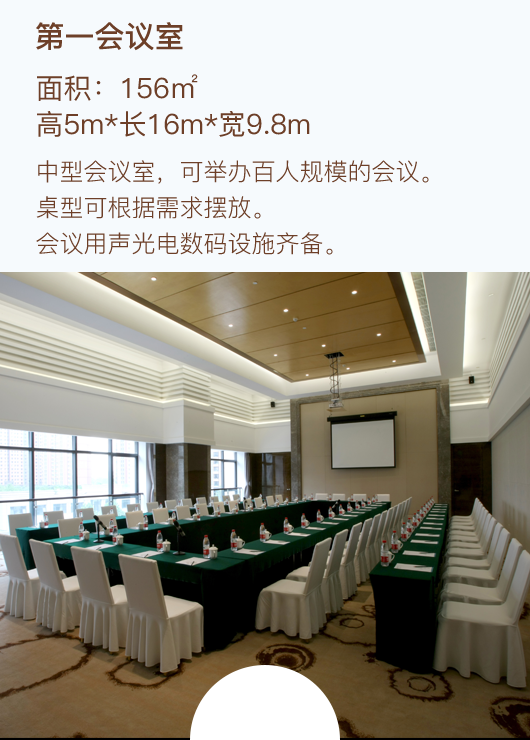 第一会议室
面积：156㎡
高5m*长16m*宽9.8m
中型会议室，可举办百人规模的会议。
桌型可根据需求摆放。
会议用声光电数码设施齐备。